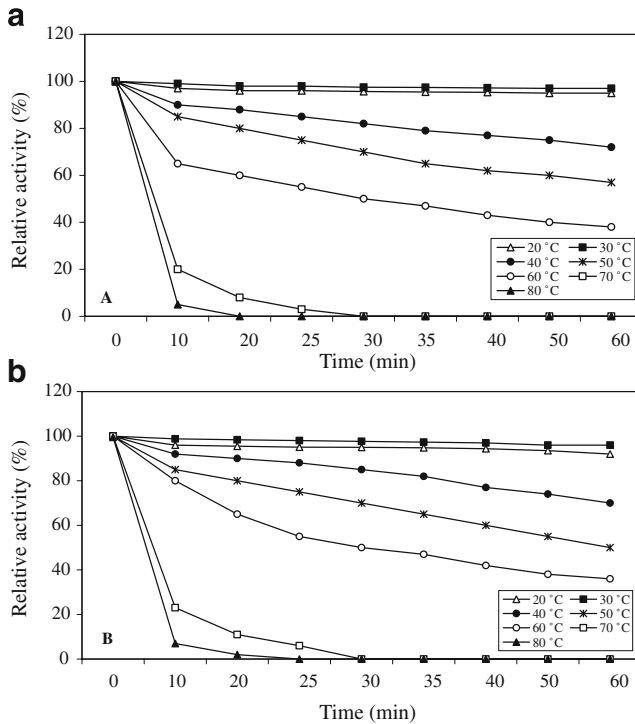 a
120
100
80
60
40
20
0
Relative activity (%)
A
20 °C 30 °C
40 °C 50 °C
60 °C 70 °C
80 °C
0 10 20 25 30 35 40 50 60
Time (min)
b
120
100
80
60
40
20
0
Relative activity (%)
B
20 °C 30 °C
40 °C 50 °C
60 °C 70 °C
80 °C
0 10 20 25 30 35 40 50 60
Time (min)